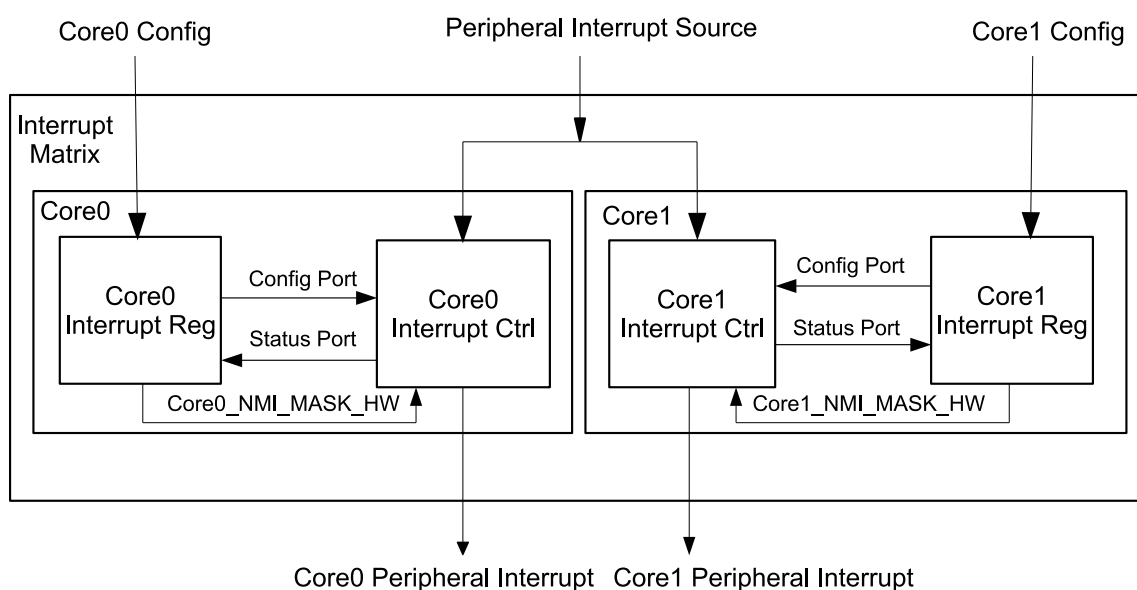 Core0 Config
Peripheral Interrupt Source
Core1 Config
Interrupt
Matrix
Core0
Core1
Core0
Interrupt Reg
Config Port
Status Port
Core0
Interrupt Ctrl
Core0_NMI_MASK_HW
Core1
Interrupt Ctrl
Config Port
Status Port
Core1
Interrupt Reg
Core1_NMI_MASK_HW
Core0 Peripheral Interrupt
Core1 Peripheral Interrupt